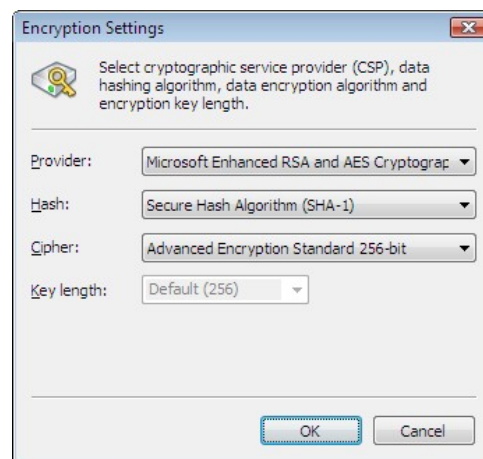 Encryption Settings
Select cryptographic service provider (CSP), data
hashing algorithm, data encryption algorithm and
encryption key length.
Provider: Microsoft Enhanced RSA and AES Cryptograp
Hash: Secure Hash Algorithm (SHA-1)
Cipher: Advanced Encryption Standard 256-bit
Key length: Default (256)
OK Cancel